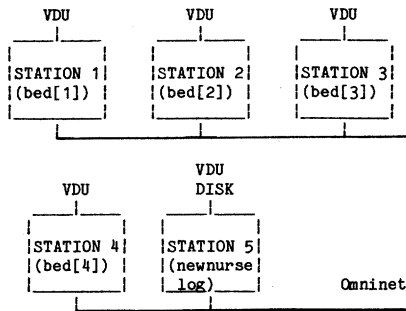 VDU VDU VDU
STATION 1 STATION 2 STATION 3
(bed[1]) (bed[2]) (bed[3])
VDU
VDU DISK
STATION 4 STATION 5
(bed[4]) (newnurse
log) Omninet